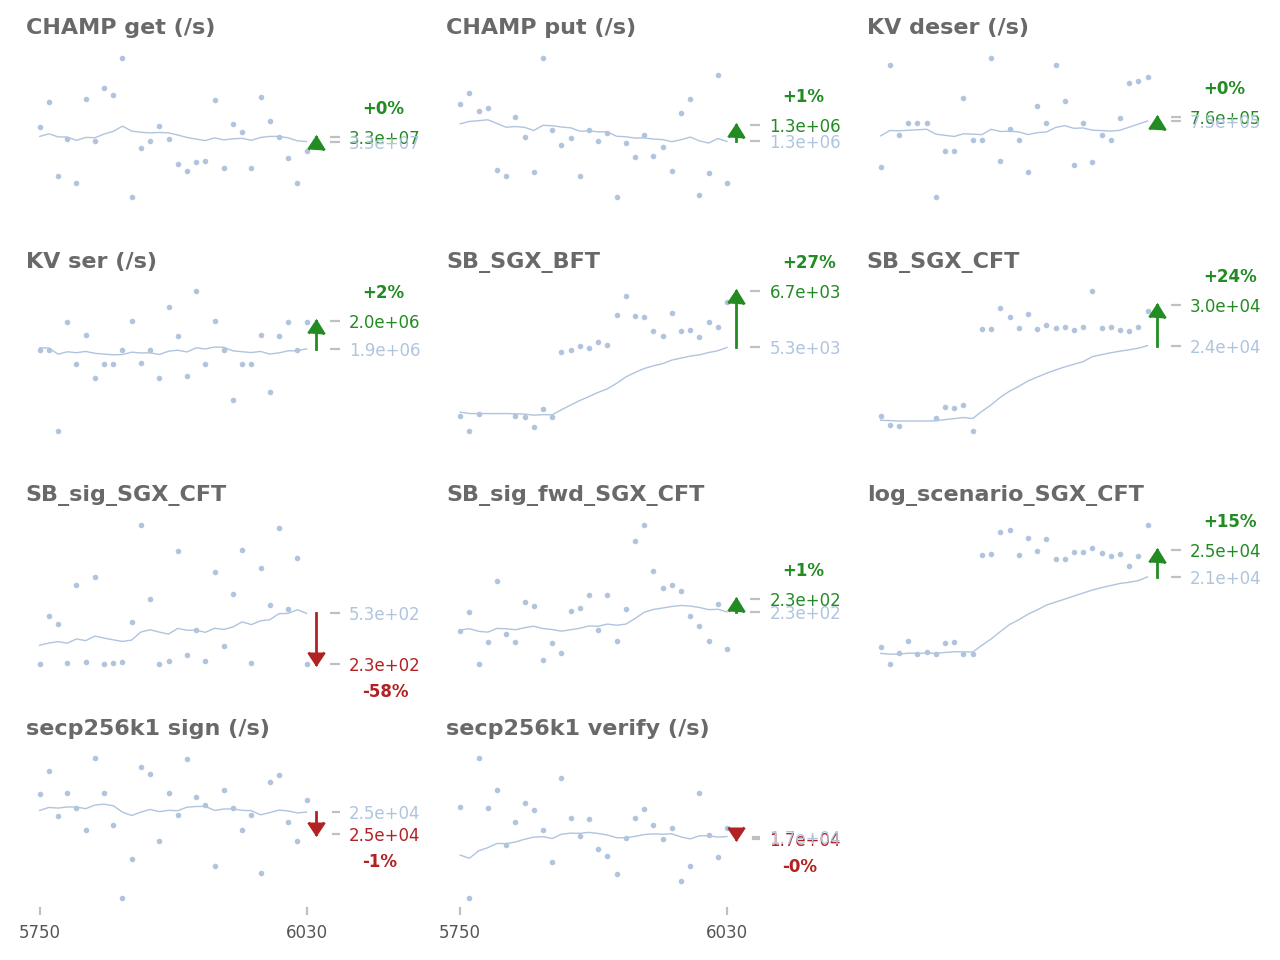 CHAMP get (/s)
+0%
3.3e+07
3.3e+07
CHAMP put (/s)
+1%
1.3e+06
1.3e+06
KV deser (/s)
+0%
7.6e+05
KV ser (/s)
+2%
2.0e+06
1.9e+06
SB_SGX_BFT
+27%
6.7e+03
5.3e+03
SB_SGX_CFT
+24%
3.0e+04
2.4e+04
SB_sig_SGX_CFT
5.3e+02
2.3e+02
-58%
SB_sig_fwd_SGX_CFT
+1%
2.3e+02
2.3e+02
log_scenario_SGX_CFT
+15%
2.5e+04
2.1e+04
secp256k1 sign (/s)
2.5e+04
2.5e+04
-1%
secp256k1 verify (/s)
1.7e+04
1.7e+04
-0%
5750
6030
5750
6030